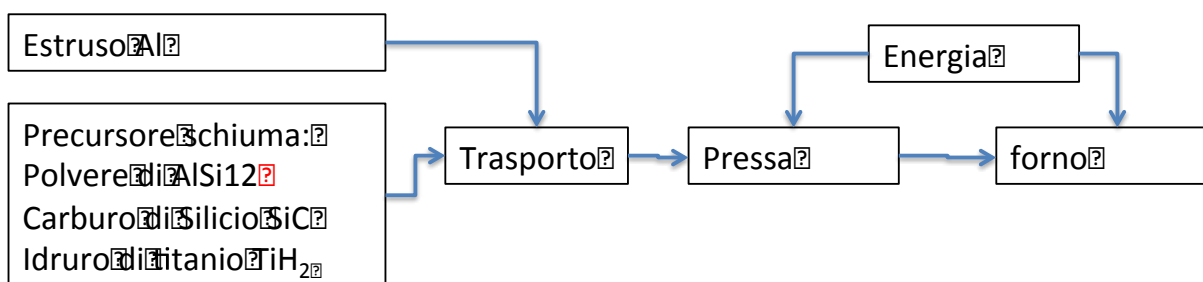 Estruso Al
Energia
Precursore schiuma:
Polvere di AlSi12
Carburo di Silicio SiC
Idruro di titanio TiH2
Trasporto
Pressa
forno